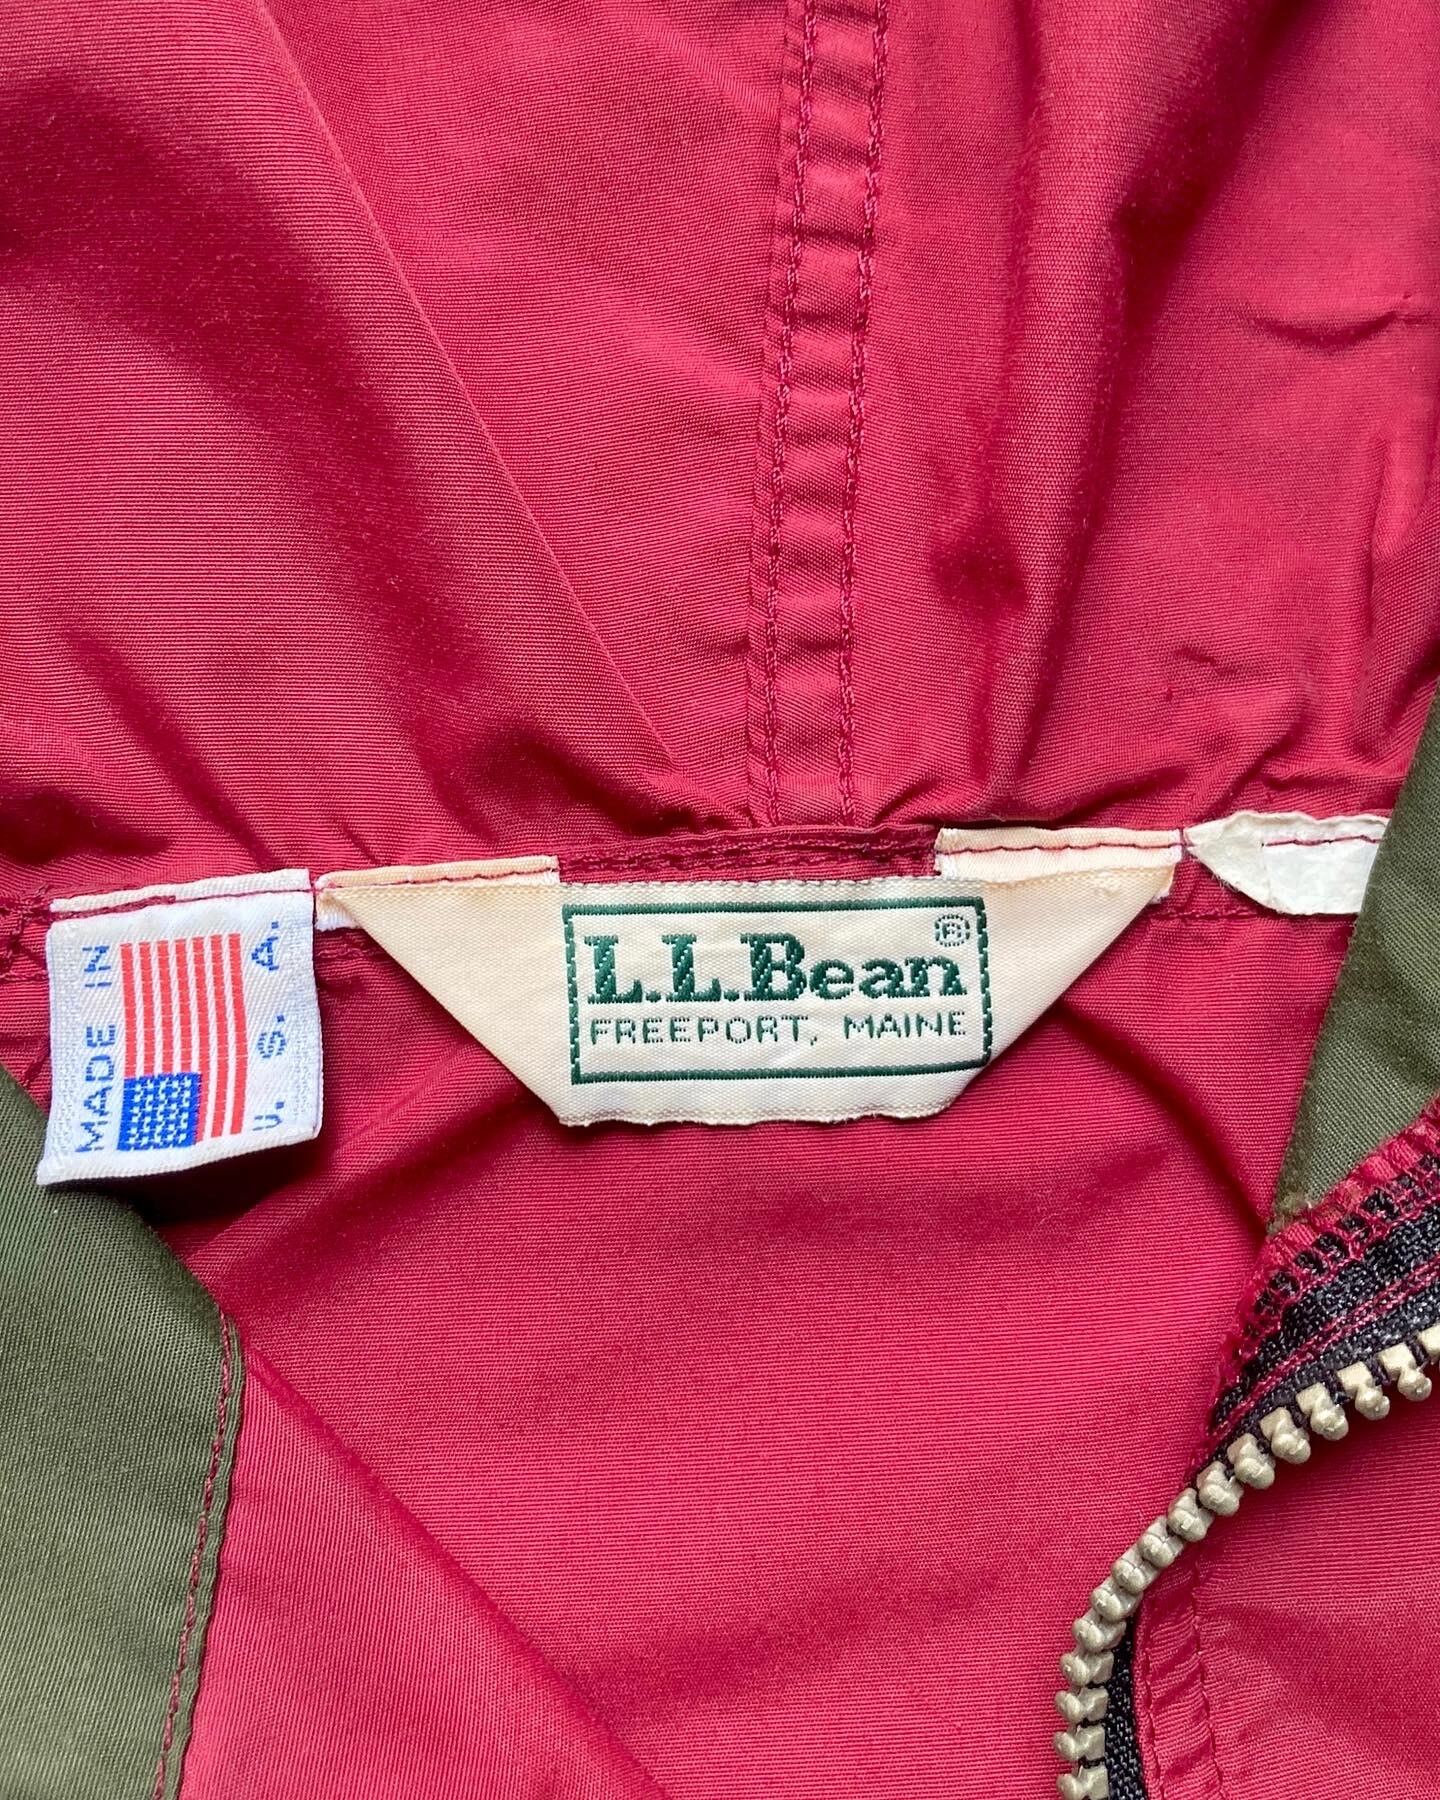 MADE IN
U. S. A.
L.L.Bean®
FREEPORT, MAINE